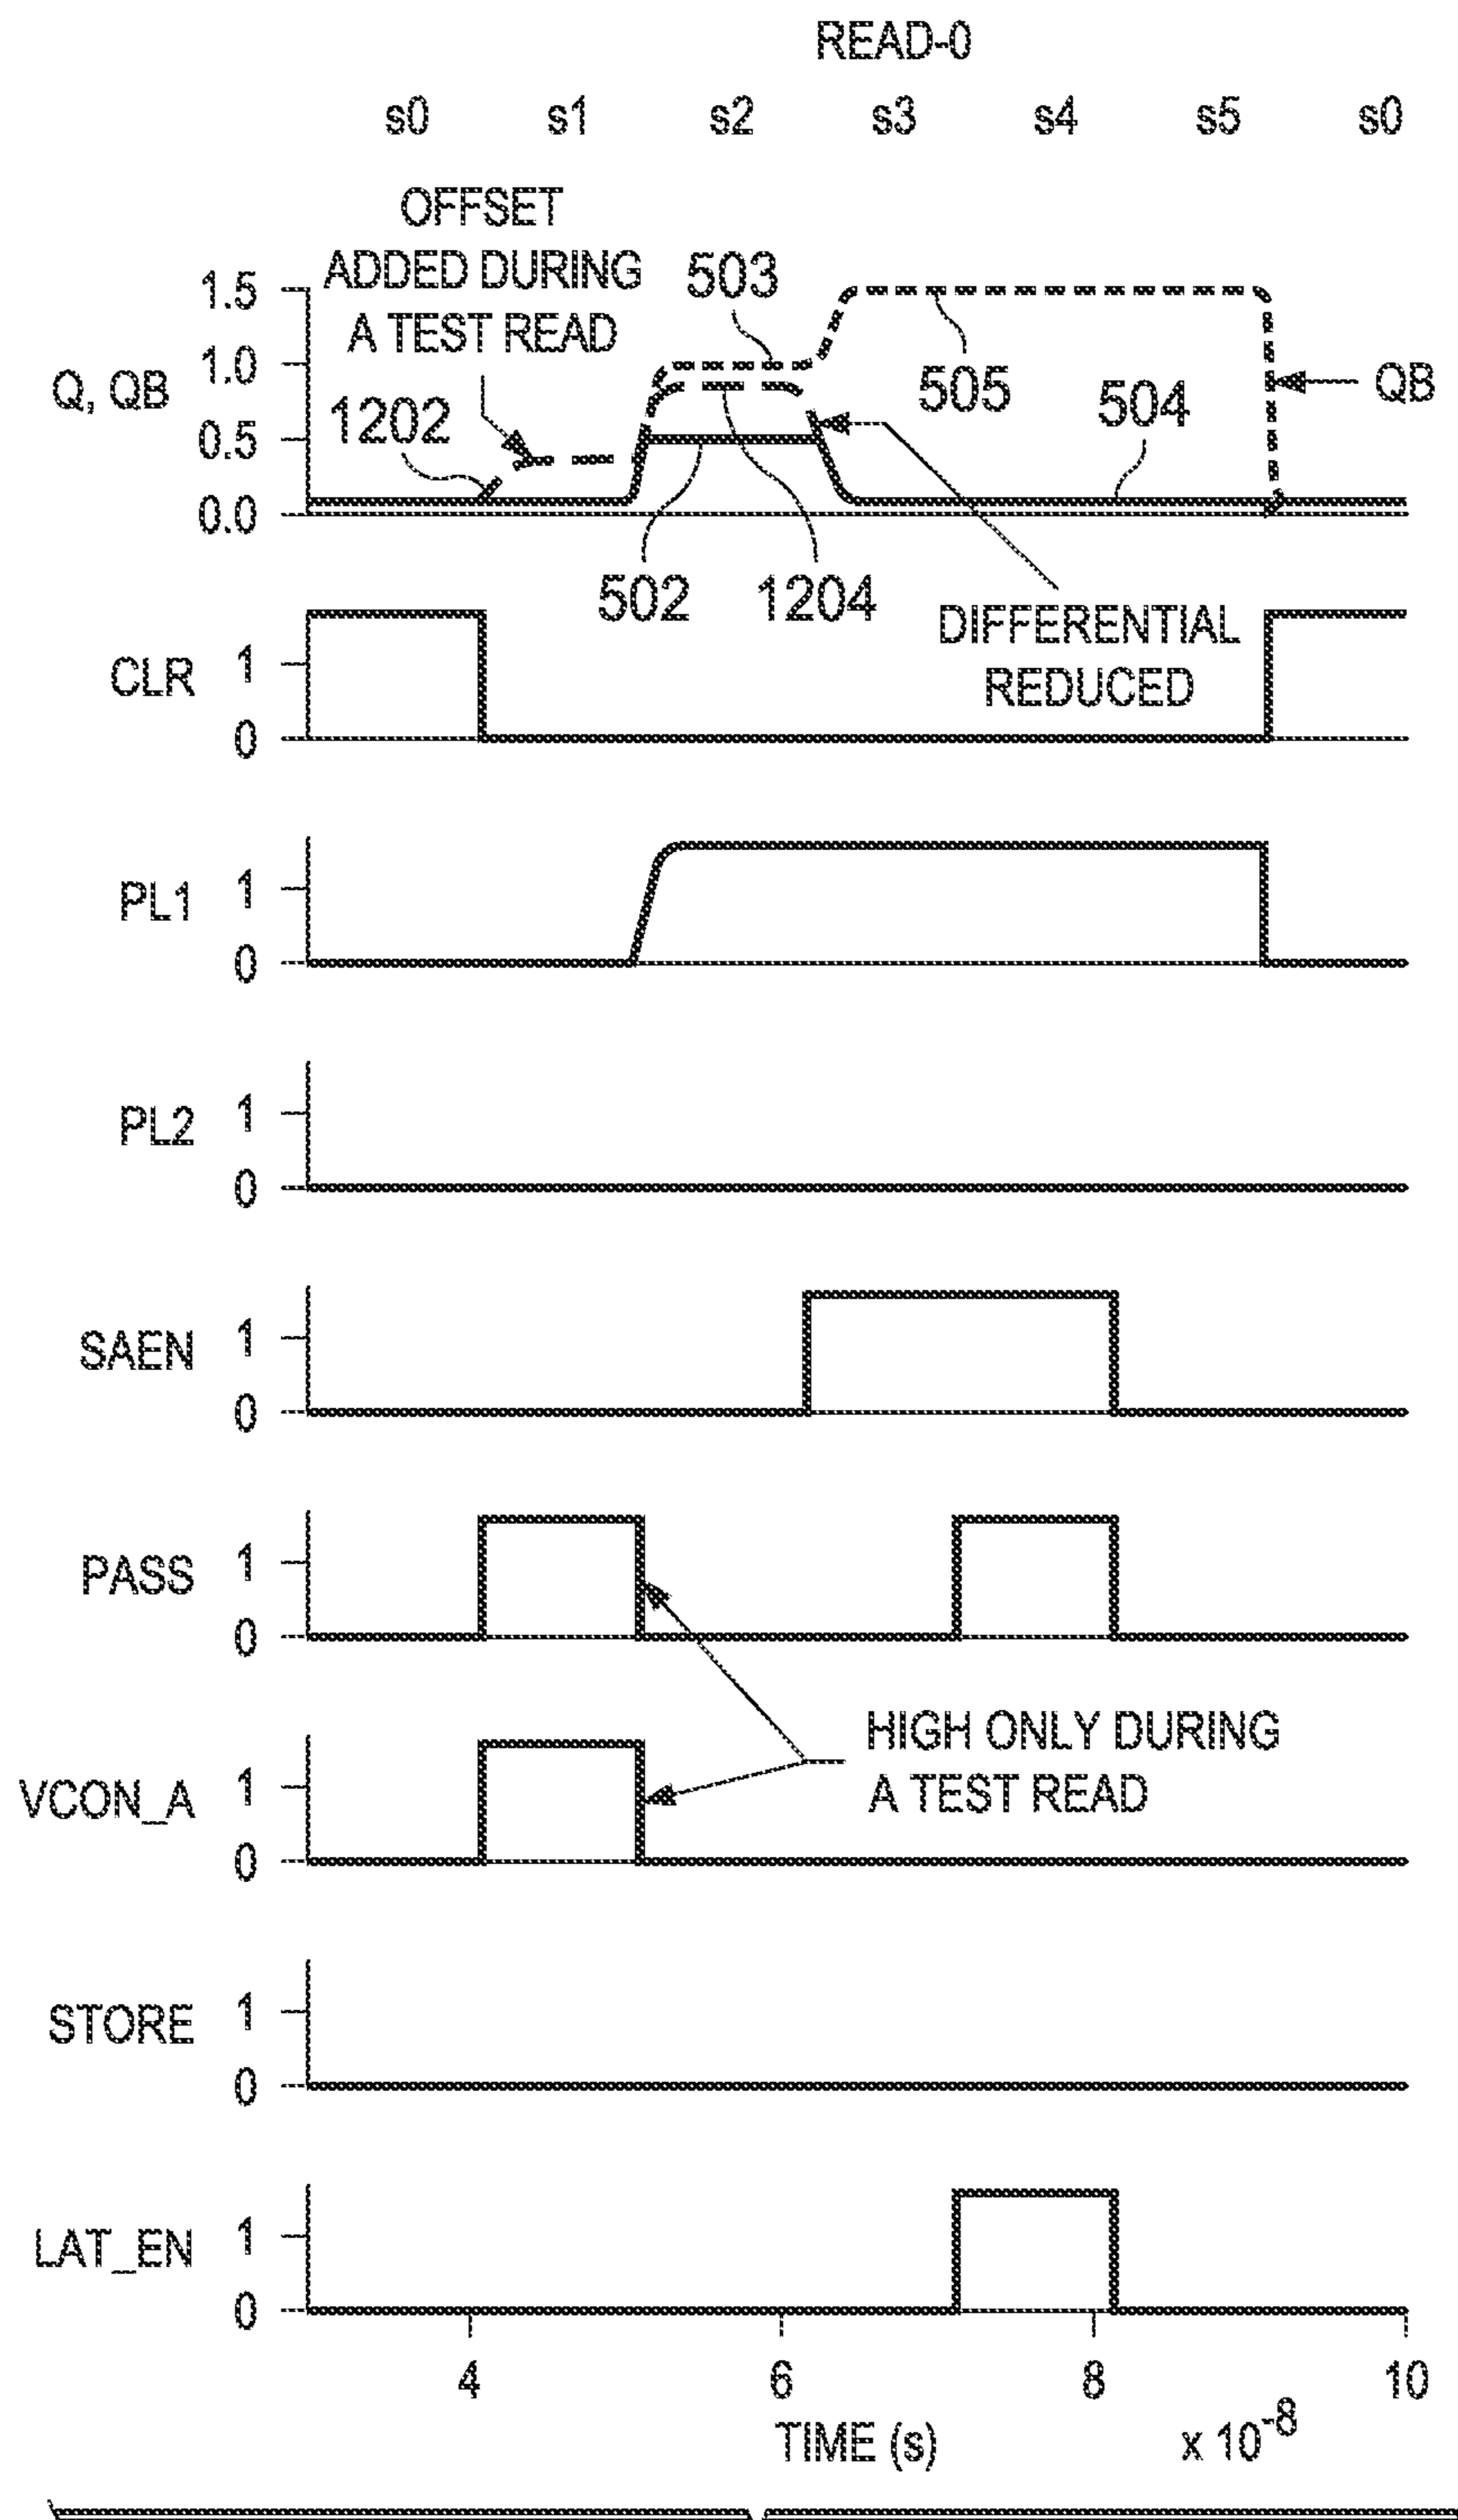 READ-0
s0 s1 s2 s3 s4 s5 s0
OFFSET
ADDED DURING
A TEST READ
503
1.5
1.0
0.5
0.0
Q, QB
1202
505
504
QB
502
1204
DIFFERENTIAL
REDUCED
CLR
1
0
PL1
1
0
PL2
1
0
SAEN
1
0
PASS
1
0
HIGH ONLY DURING
A TEST READ
VCON_A
1
0
STORE
1
0
LAT_EN
1
0
4 6 8 10
TIME (s) x 10-8